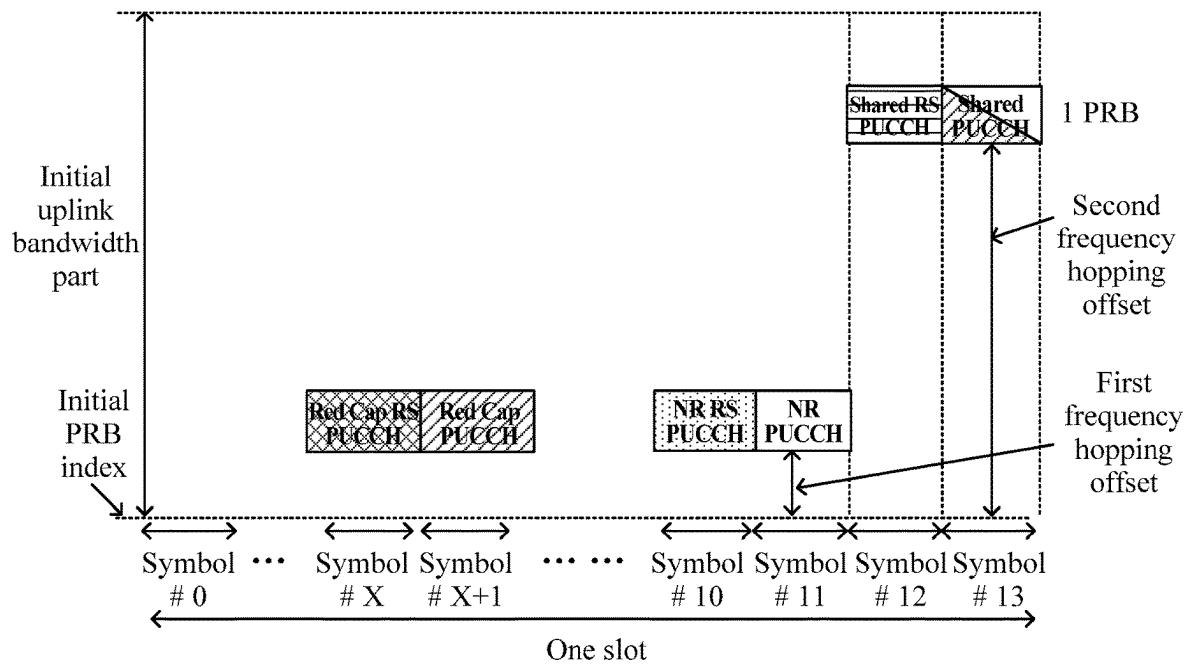 Shared RS
PUCCH
Shared
PUCCH
1 PRB
Initial
uplink
bandwidth
part
Second
frequency
hopping
offset
Initial
PRB
index
Red Cap RS
PUCCH
Red Cap
PUCCH
NR RS
PUCCH
NR
PUCCH
First
frequency
hopping
offset
Symbol
# 0
...
Symbol
# X
Symbol
# X+1
... ...
Symbol
# 10
Symbol
# 11
Symbol
# 12
Symbol
# 13
One slot